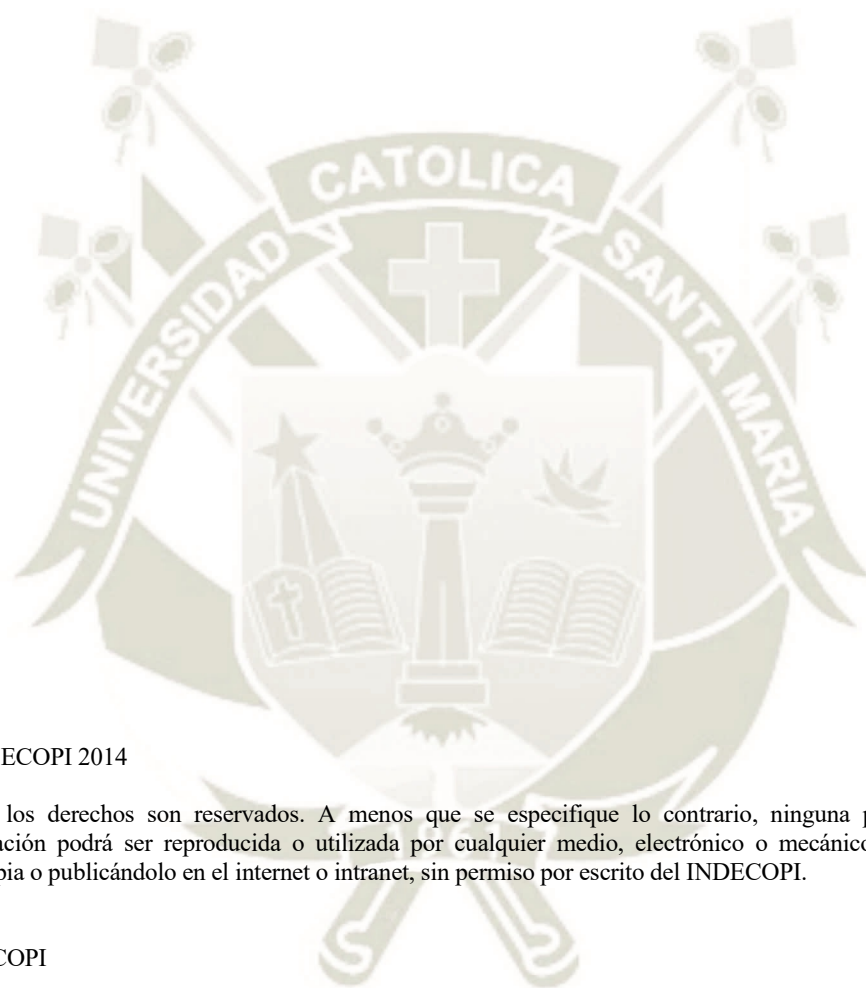 CATOLICA
UNIVERSIDAD
SANTA MARIA
ECOPI 2014
los derechos son reservados. A menos que se especifique lo contrario, ninguna
ación podrá ser reproducida o utilizada por cualquier medio, electrónico o mecánico
pia o publicándolo en el internet o intranet, sin permiso por escrito del INDECOPI.
COPI